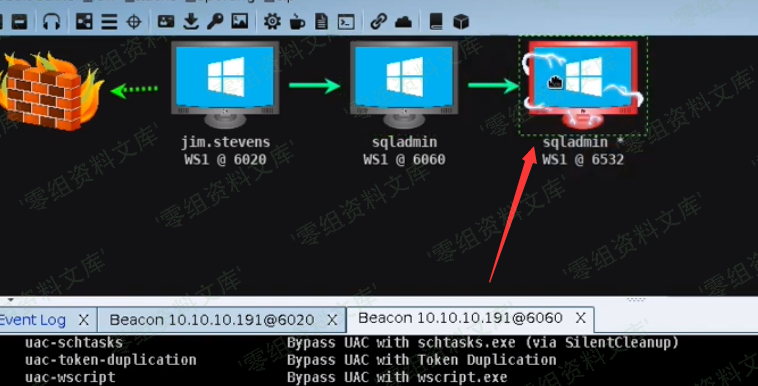 jim.stevens
WS1 @ 6020
sqladmin
WS1 @ 6060
sqladmin *
WS1 @ 6532
'零组资料文库'
Event Log X
Beacon 10.10.10.191@6020 X
Beacon 10.10.10.191@6060 X
uac-schtasks Bypass UAC with schtasks.exe (via SilentCleanup)
uac-token-duplication Bypass UAC with Token Duplication
uac-wscript Bypass UAC with wscript.exe